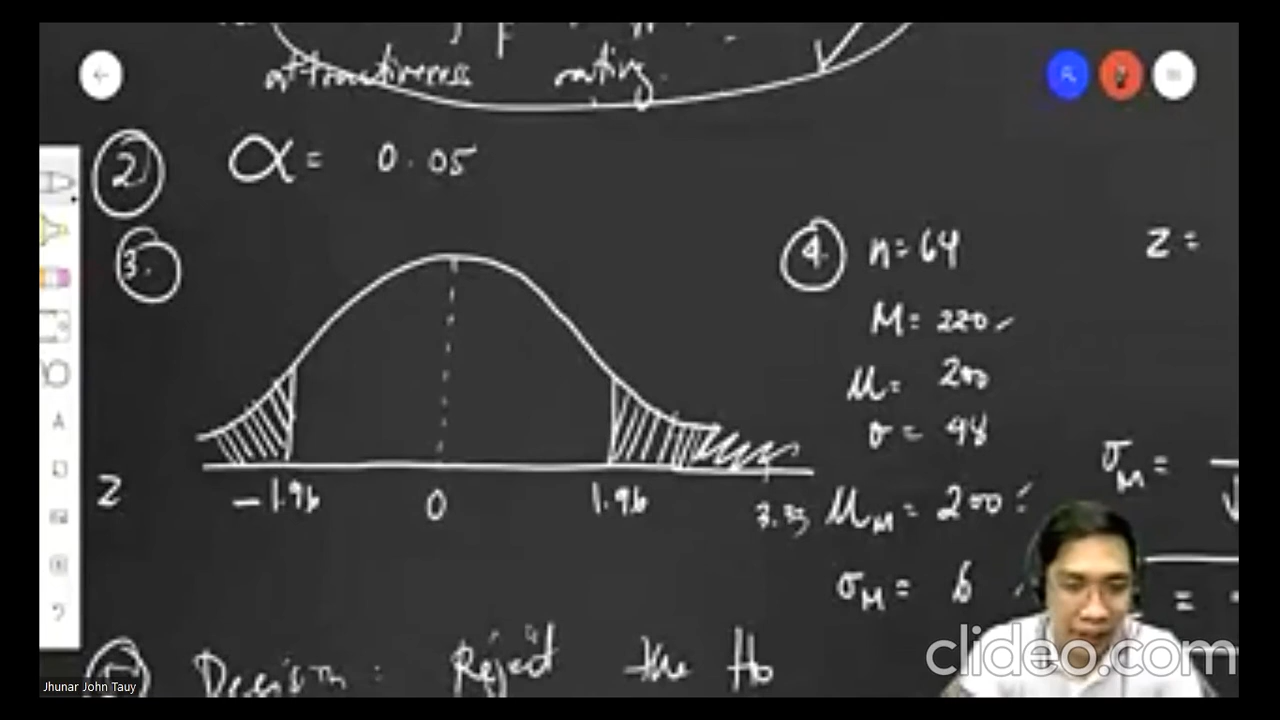 attractiveness rating.
2 α = 0.05
3.
-1.96 0 1.96 3.33
z
4. n = 64
M = 220
μ = 200
σ = 48
μM = 200
σM = 6
z =
σM =
=
Decision: Reject the Ho
Jhunar John Tauy
clideo.com
A
?